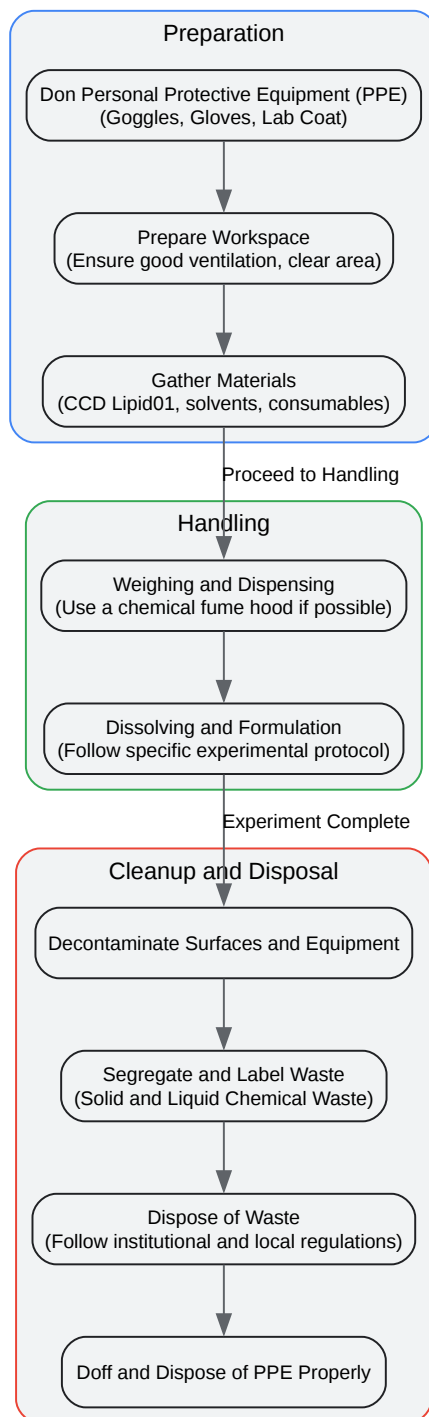 Preparation
Don Personal Protective Equipment (PPE)
(Goggles, Gloves, Lab Coat)
Prepare Workspace
(Ensure good ventilation, clear area)
Gather Materials
(CCD Lipid01, solvents, consumables)
Proceed to Handling
Handling
Weighing and Dispensing
(Use a chemical fume hood if possible)
Dissolving and Formulation
(Follow specific experimental protocol)
Experiment Complete
Cleanup and Disposal
Decontaminate Surfaces and Equipment
Segregate and Label Waste
(Solid and Liquid Chemical Waste)
Dispose of Waste
(Follow institutional and local regulations)
Doff and Dispose of PPE Properly